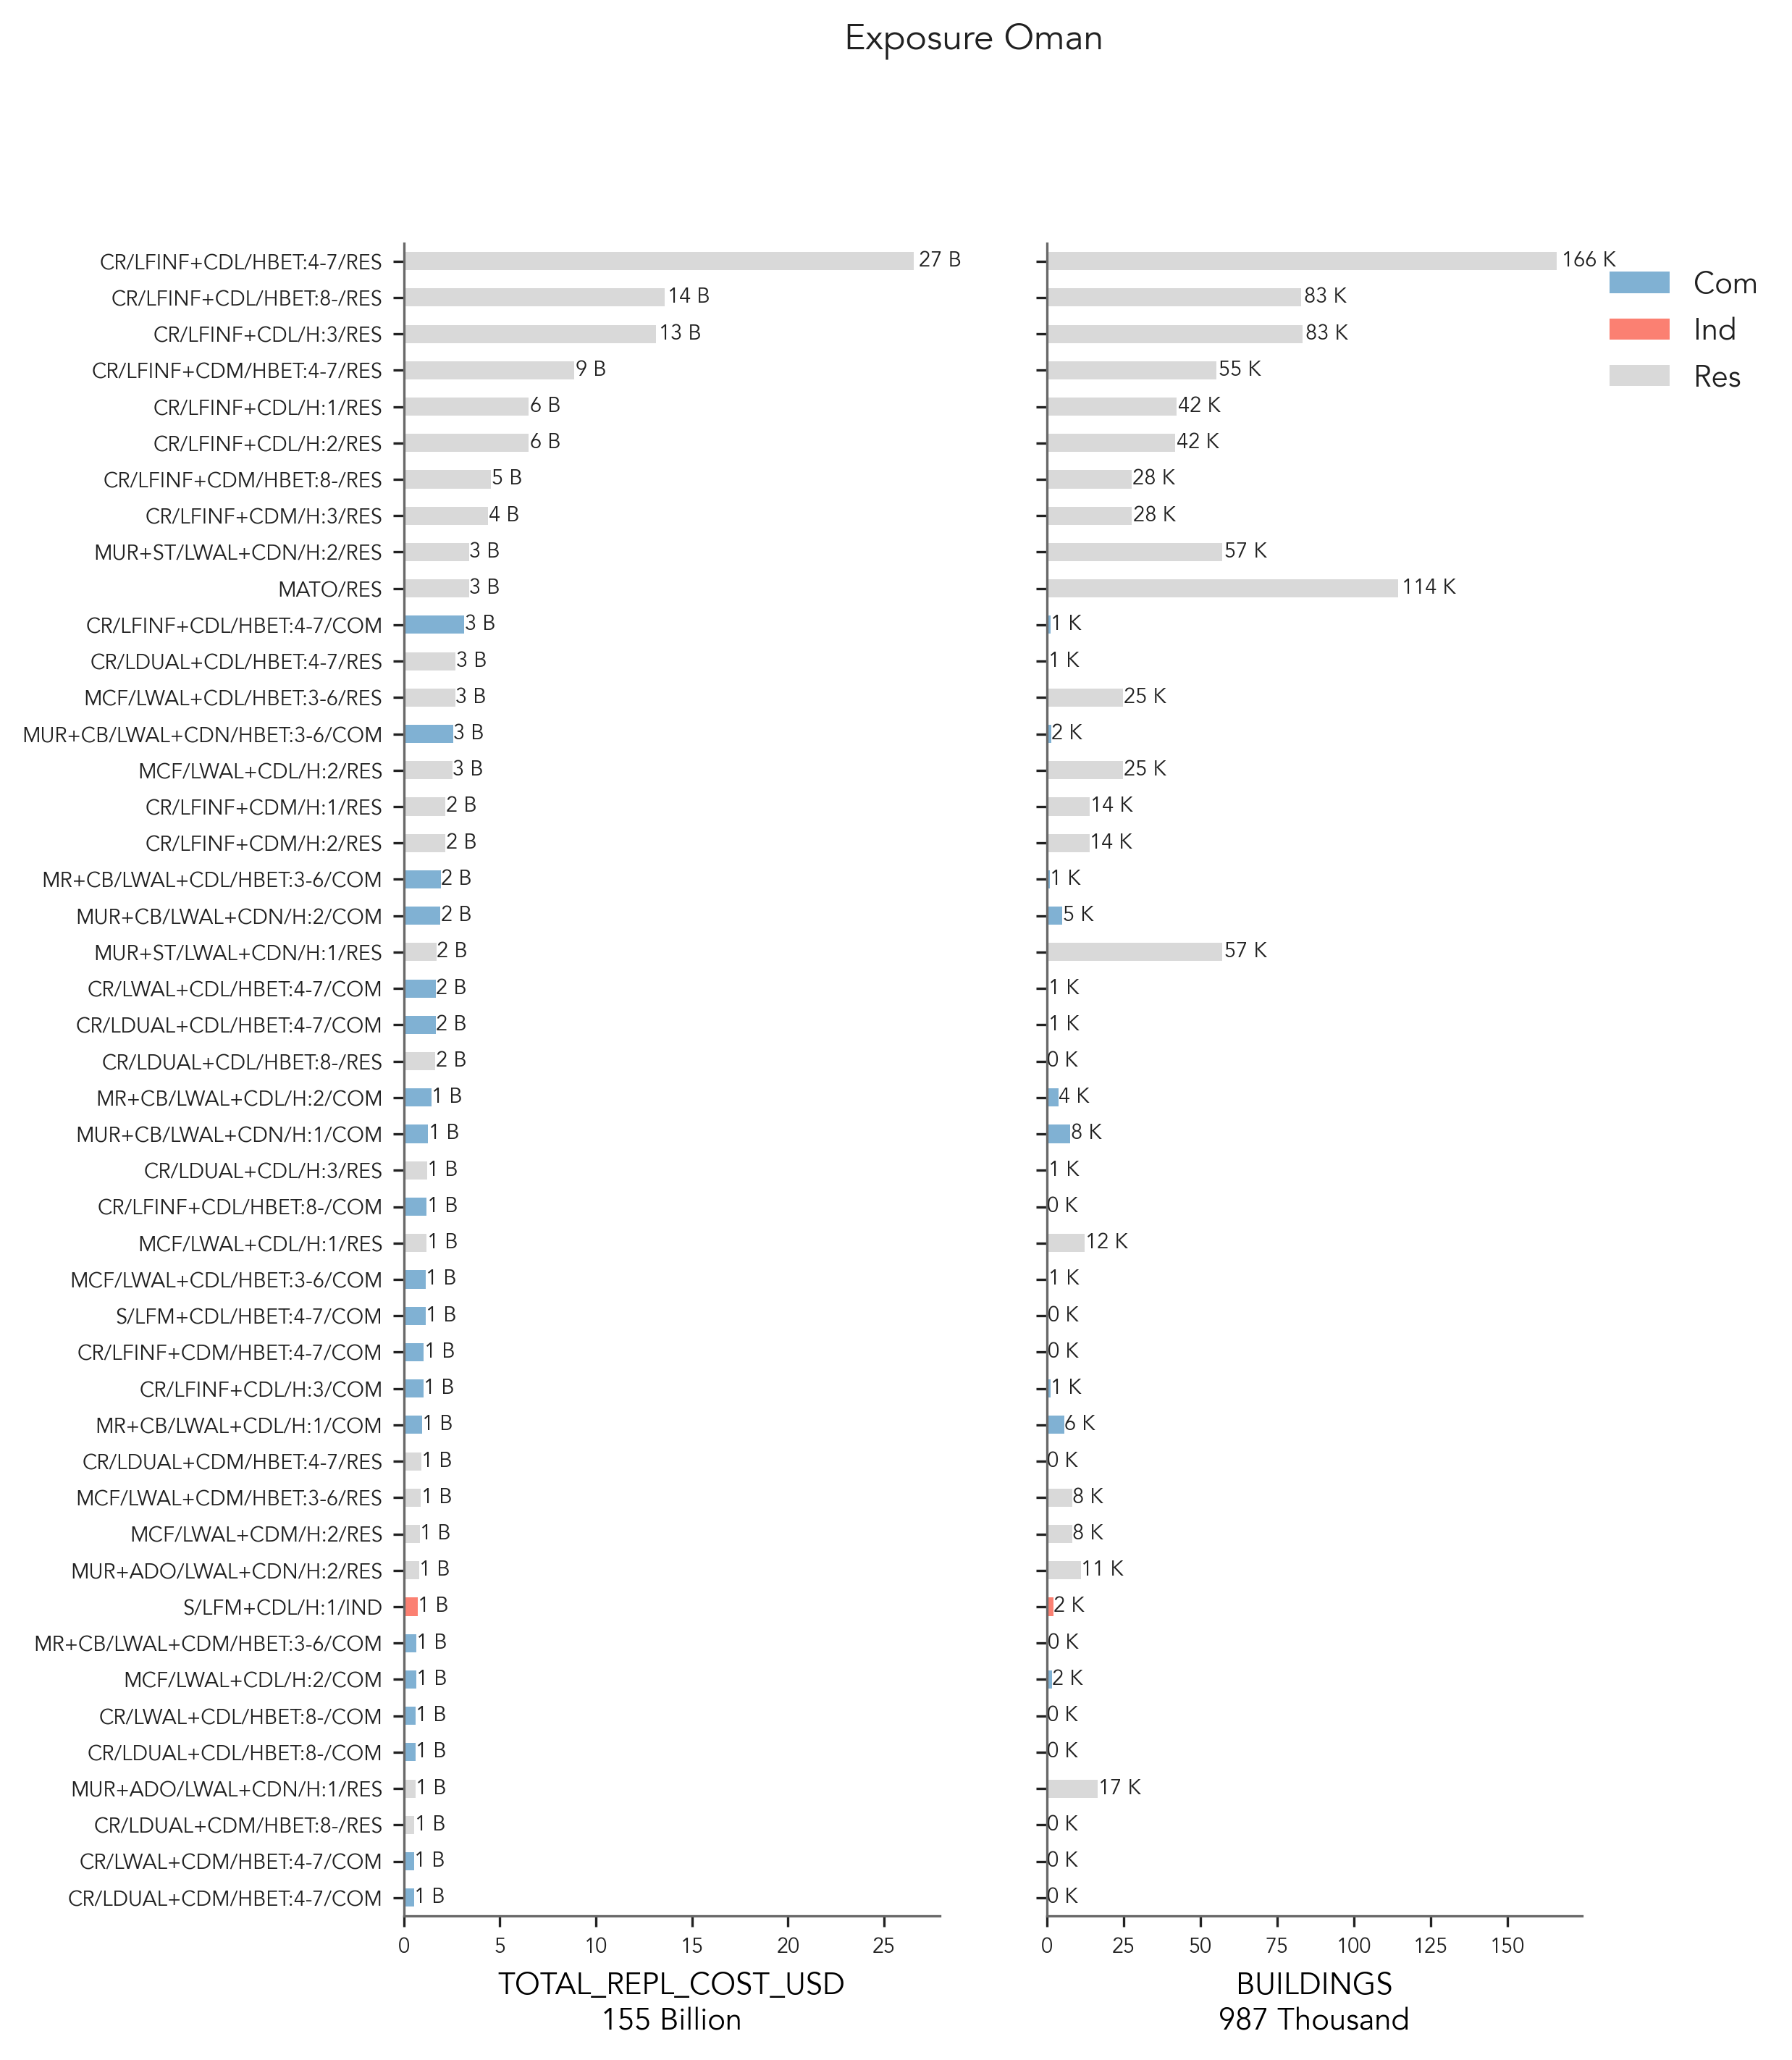 Exposure Oman
CR/LFINF+CDL/HBET:4-7/RES 27 B 166 K
CR/LFINF+CDL/HBET:8-/RES 14 B 83 K
CR/LFINF+CDL/H:3/RES 13 B 83 K
CR/LFINF+CDM/HBET:4-7/RES 9 B 55 K
CR/LFINF+CDL/H:1/RES 6 B 42 K
CR/LFINF+CDL/H:2/RES 6 B 42 K
CR/LFINF+CDM/HBET:8-/RES 5 B 28 K
CR/LFINF+CDM/H:3/RES 4 B 28 K
MUR+ST/LWAL+CDN/H:2/RES 3 B 57 K
MATO/RES 3 B 114 K
CR/LFINF+CDL/HBET:4-7/COM 3 B 1 K
CR/LDUAL+CDL/HBET:4-7/RES 3 B 1 K
MCF/LWAL+CDL/HBET:3-6/RES 3 B 25 K
MUR+CB/LWAL+CDN/HBET:3-6/COM 3 B 2 K
MCF/LWAL+CDL/H:2/RES 3 B 25 K
CR/LFINF+CDM/H:1/RES 2 B 14 K
CR/LFINF+CDM/H:2/RES 2 B 14 K
MR+CB/LWAL+CDL/HBET:3-6/COM 2 B 1 K
MUR+CB/LWAL+CDN/H:2/COM 2 B 5 K
MUR+ST/LWAL+CDN/H:1/RES 2 B 57 K
CR/LWAL+CDL/HBET:4-7/COM 2 B 1 K
CR/LDUAL+CDL/HBET:4-7/COM 2 B 1 K
CR/LDUAL+CDL/HBET:8-/RES 2 B 0 K
MR+CB/LWAL+CDL/H:2/COM 1 B 4 K
MUR+CB/LWAL+CDN/H:1/COM 1 B 8 K
CR/LDUAL+CDL/H:3/RES 1 B 1 K
CR/LFINF+CDL/HBET:8-/COM 1 B 0 K
MCF/LWAL+CDL/H:1/RES 1 B 12 K
MCF/LWAL+CDL/HBET:3-6/COM 1 B 1 K
S/LFM+CDL/HBET:4-7/COM 1 B 0 K
CR/LFINF+CDM/HBET:4-7/COM 1 B 0 K
CR/LFINF+CDL/H:3/COM 1 B 1 K
MR+CB/LWAL+CDL/H:1/COM 1 B 6 K
CR/LDUAL+CDM/HBET:4-7/RES 1 B 0 K
MCF/LWAL+CDM/HBET:3-6/RES 1 B 8 K
MCF/LWAL+CDM/H:2/RES 1 B 8 K
MUR+ADO/LWAL+CDN/H:2/RES 1 B 11 K
S/LFM+CDL/H:1/IND 1 B 2 K
MR+CB/LWAL+CDM/HBET:3-6/COM 1 B 0 K
MCF/LWAL+CDL/H:2/COM 1 B 2 K
CR/LWAL+CDL/HBET:8-/COM 1 B 0 K
CR/LDUAL+CDL/HBET:8-/COM 1 B 0 K
MUR+ADO/LWAL+CDN/H:1/RES 1 B 17 K
CR/LDUAL+CDM/HBET:8-/RES 1 B 0 K
CR/LWAL+CDM/HBET:4-7/COM 1 B 0 K
CR/LDUAL+CDM/HBET:4-7/COM 1 B 0 K
0 5 10 15 20 25
TOTAL_REPL_COST_USD
155 Billion
0 25 50 75 100 125 150
BUILDINGS
987 Thousand
Com
Ind
Res